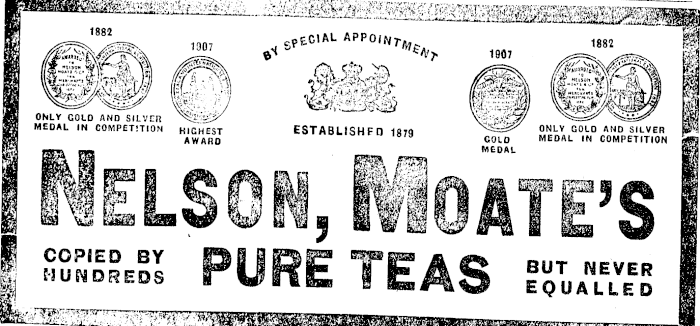 1882
1907
BY SPECIAL APPOINTMENT
1907
1882
ONLY GOLD AND SILVER
MEDAL IN COMPETITION
HIGHEST
AWARD
ESTABLISHED 1879
GOLD
MEDAL
ONLY GOLD AND SILVER
MEDAL IN COMPETITION
NELSON, MOATE'S
COPIED BY
HUNDREDS
PURE TEAS
BUT NEVER
EQUALLED